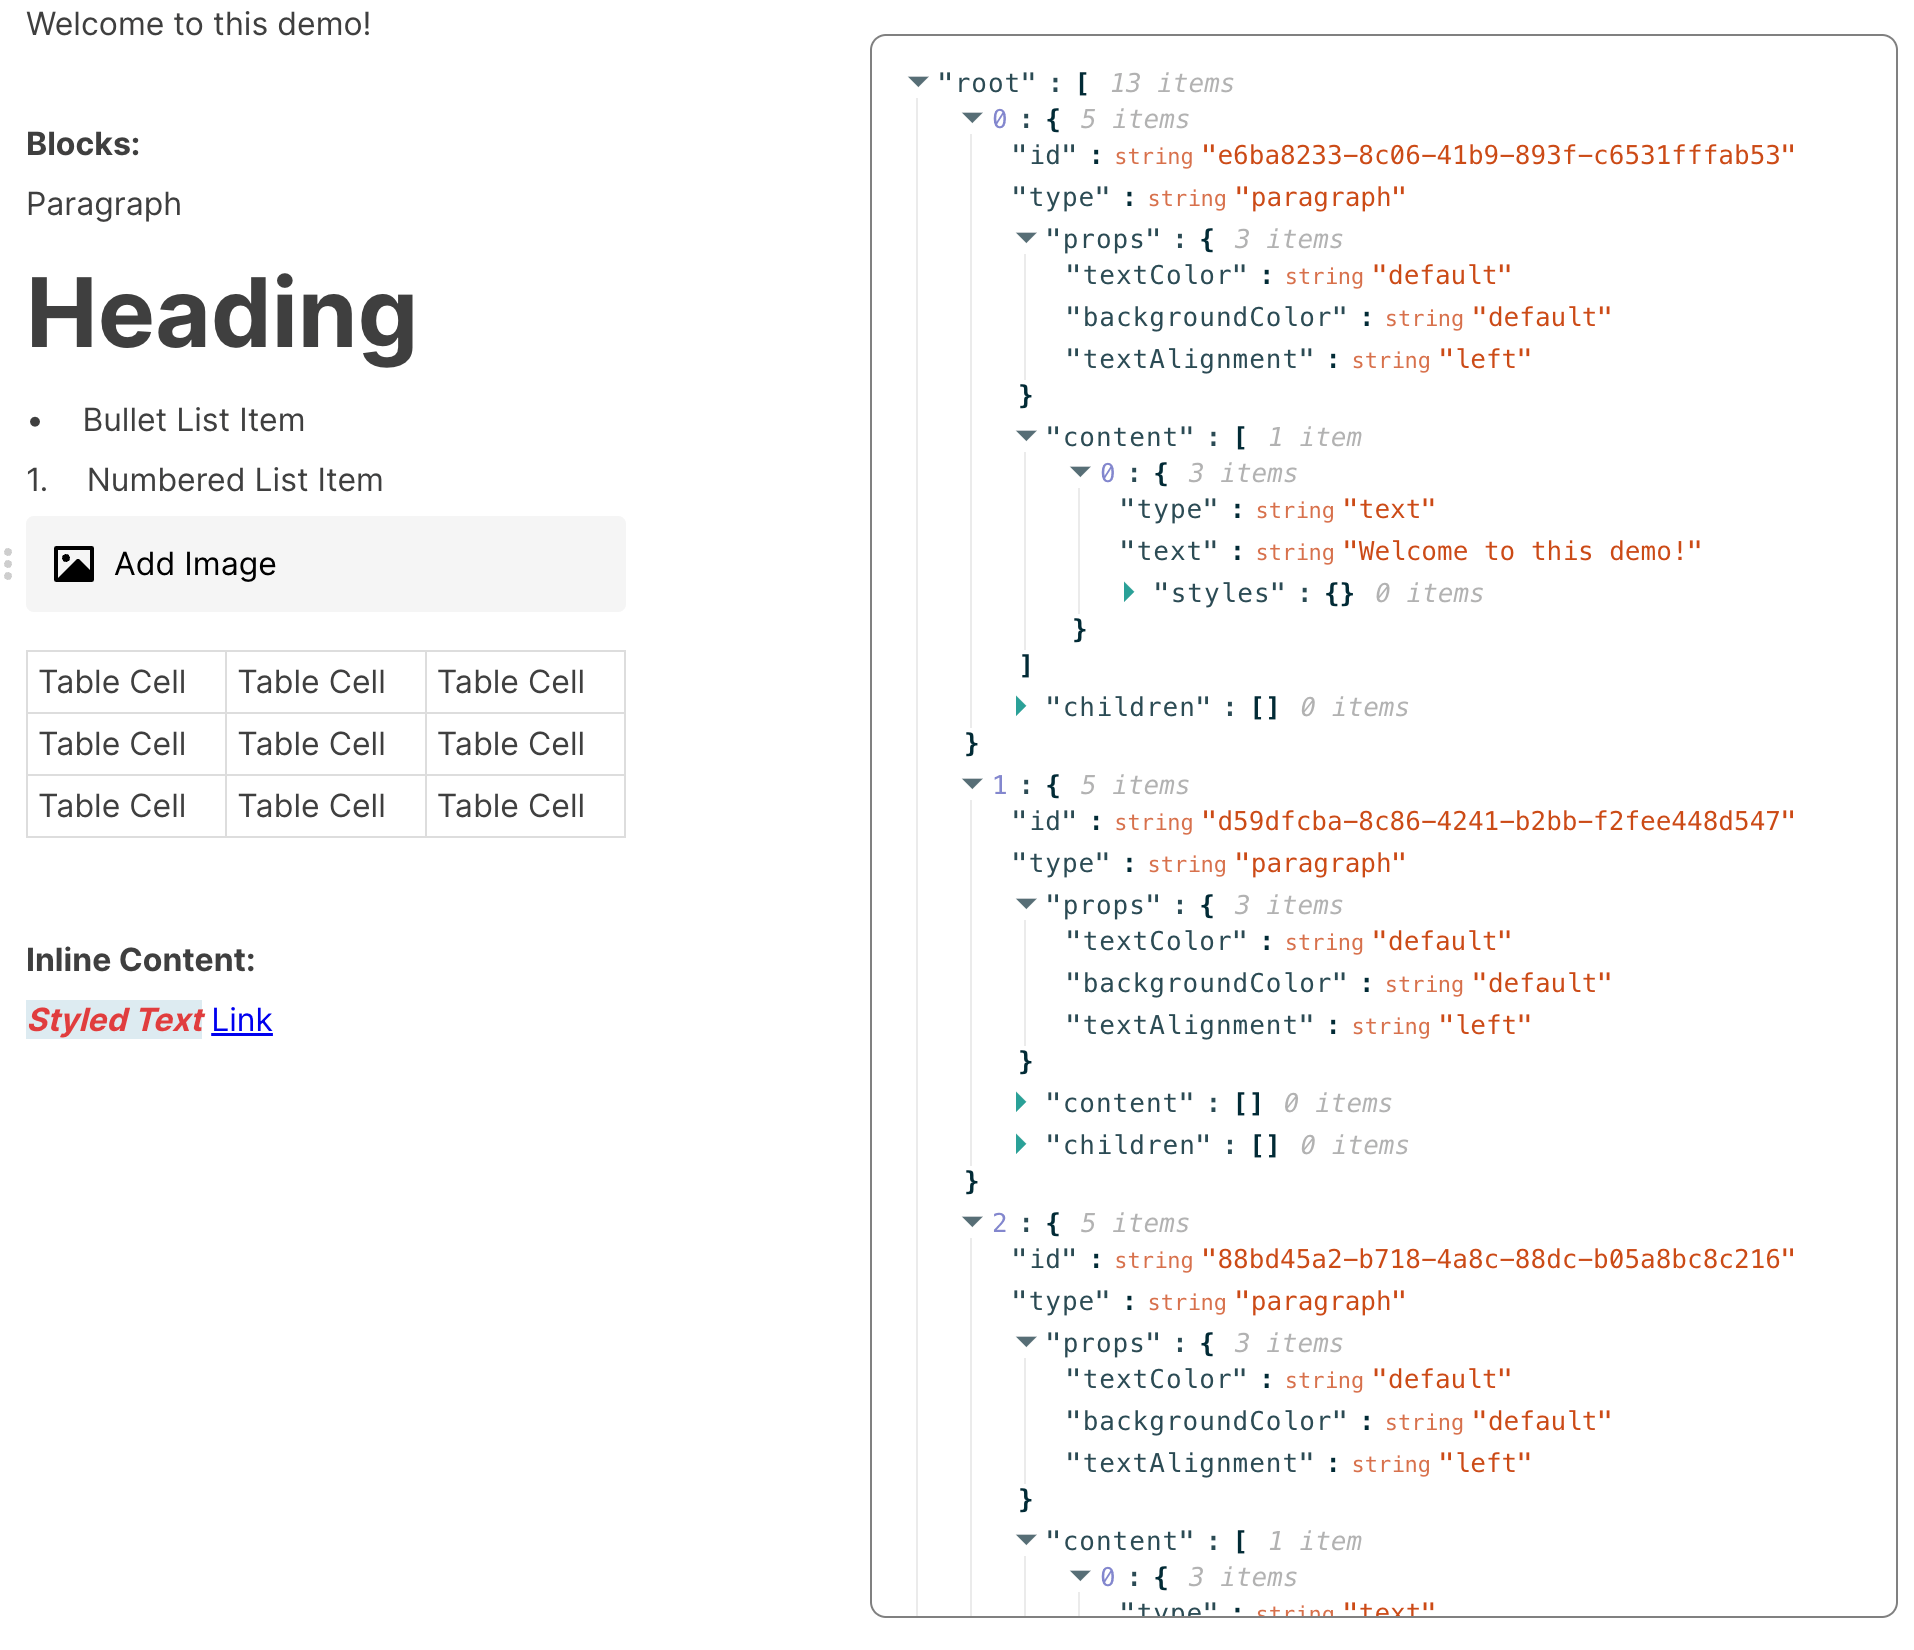 Welcome to this demo!
Blocks:
Paragraph
Heading
• Bullet List Item
1. Numbered List Item
Add Image
Table Cell Table Cell Table Cell
Table Cell Table Cell Table Cell
Table Cell Table Cell Table Cell
Inline Content:
Styled Text Link
"root" : [ 13 items
0 : { 5 items
"id" : string "e6ba8233-8c06-41b9-893f-c6531fffab53"
"type" : string "paragraph"
"props" : { 3 items
"textColor" : string "default"
"backgroundColor" : string "default"
"textAlignment" : string "left"
}
"content" : [ 1 item
0 : { 3 items
"type" : string "text"
"text" : string "Welcome to this demo!"
"styles" : {} 0 items
}
]
"children" : [] 0 items
}
1 : { 5 items
"id" : string "d59dfcba-8c86-4241-b2bb-f2fee448d547"
"type" : string "paragraph"
"props" : { 3 items
"textColor" : string "default"
"backgroundColor" : string "default"
"textAlignment" : string "left"
}
"content" : [] 0 items
"children" : [] 0 items
}
2 : { 5 items
"id" : string "88bd45a2-b718-4a8c-88dc-b05a8bc8c216"
"type" : string "paragraph"
"props" : { 3 items
"textColor" : string "default"
"backgroundColor" : string "default"
"textAlignment" : string "left"
}
"content" : [ 1 item
0 : { 3 items
"type" : string "text"